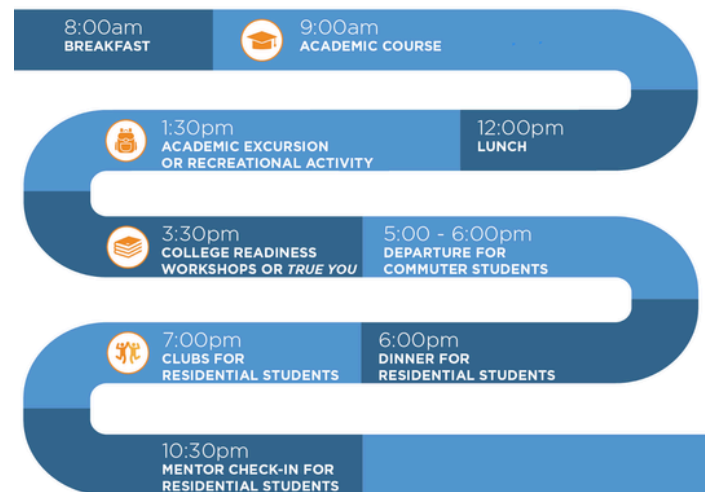 8:00am
BREAKFAST
9:00am
ACADEMIC COURSE
12:00pm
LUNCH
1:30pm
ACADEMIC EXCURSION
OR RECREATIONAL ACTIVITY
3:30pm
COLLEGE READINESS
WORKSHOPS OR TRUE YOU
5:00 - 6:00pm
DEPARTURE FOR
COMMUTER STUDENTS
6:00pm
DINNER FOR
RESIDENTIAL STUDENTS
7:00pm
CLUBS FOR
RESIDENTIAL STUDENTS
10:30pm
MENTOR CHECK-IN FOR
RESIDENTIAL STUDENTS